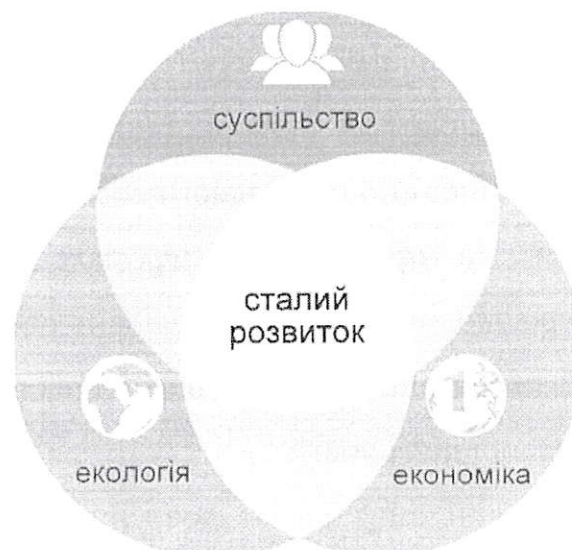 суспільство
сталий
розвиток
екологія
економіка